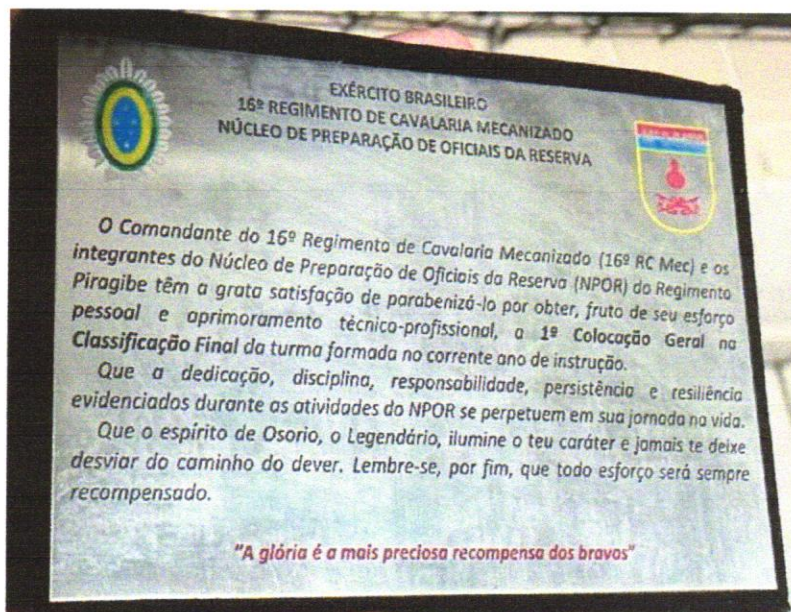 EXÉRCITO BRASILEIRO
16º REGIMENTO DE CAVALARIA MECANIZADO
NÚCLEO DE PREPARAÇÃO DE OFICIAIS DA RESERVA
O Comandante do 16º Regimento de Cavalaria Mecanizado (16º RC Mec) e os
integrantes do Núcleo de Preparação de Oficiais da Reserva (NPOR) do Regimento
Piragibe têm a grata satisfação de parabenizá-lo por obter, fruto de seu esforço
pessoal e aprimoramento técnico-profissional, a 1º Colocação Geral na
Classificação Final da turma formada no corrente ano de instrução.
Que a dedicação, disciplina, responsabilidade, persistência e resiliência
evidenciados durante as atividades do NPOR se perpetuem em sua jornada na vida.
Que o espírito de Osorio, o Legendário, ilumine o teu caráter e jamais te deixe
desviar do caminho do dever. Lembre-se, por fim, que todo esforço será sempre
recompensado.
"A glória é a mais preciosa recompensa dos bravos"